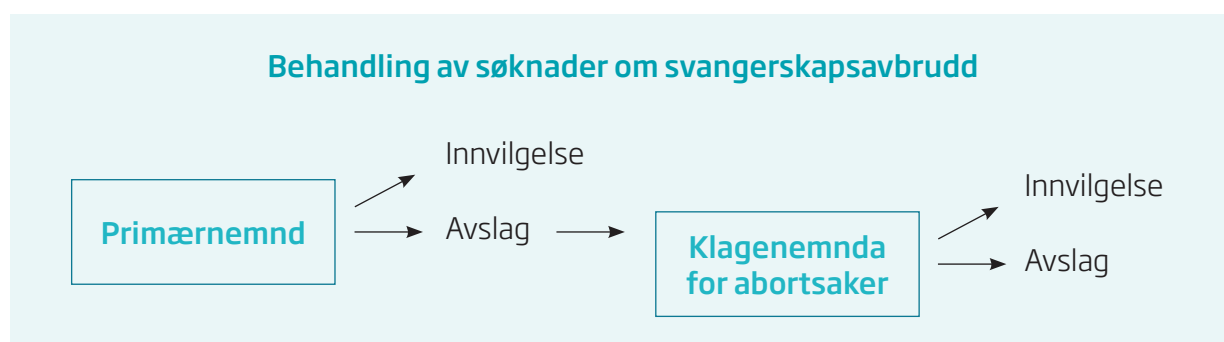 Behandling av søknader om svangerskapsavbrudd
Primærnemnd
Innvilgelse
Avslag
Klagenemnda
for abortsaker
Innvilgelse
Avslag